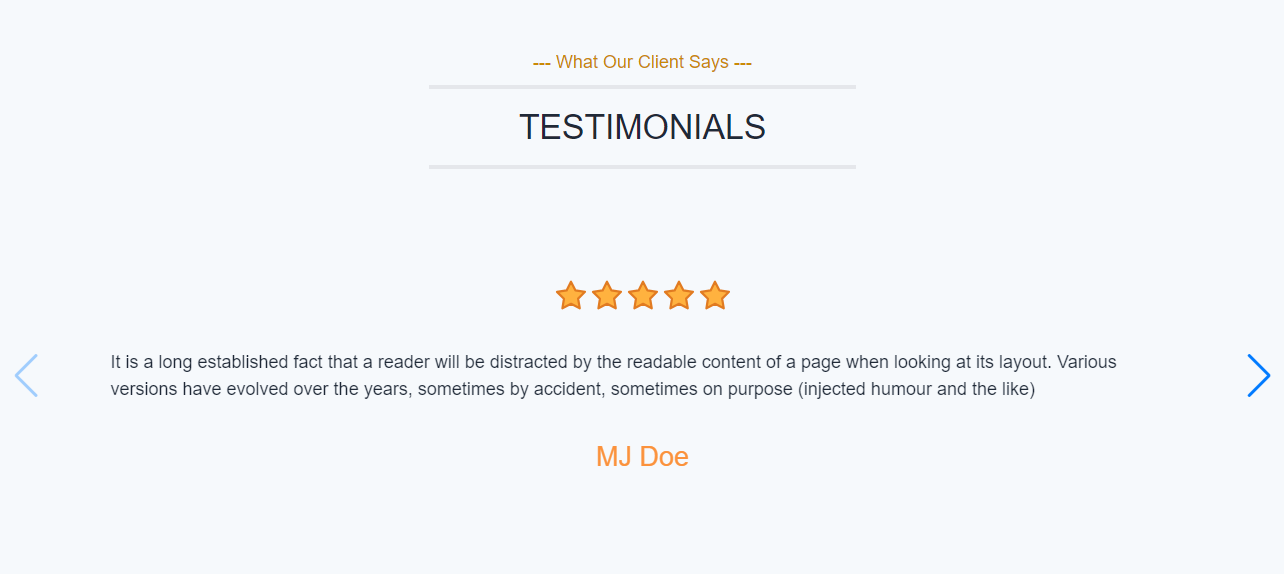 --- What Our Client Says ---
TESTIMONIALS
It is a long established fact that a reader will be distracted by the readable content of a page when looking at its layout. Various
versions have evolved over the years, sometimes by accident, sometimes on purpose (injected humour and the like)
MJ Doe